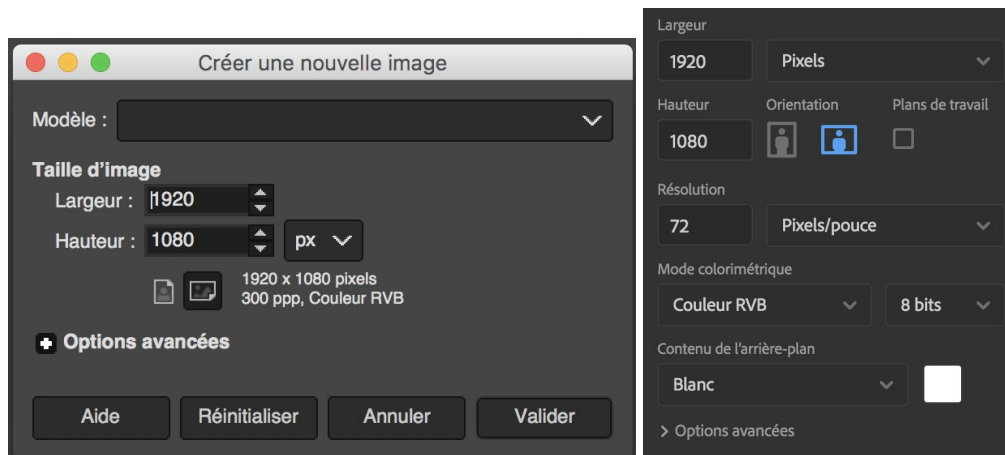 Créer une nouvelle image
Modèle :
Taille d’image
Largeur : 1920
Hauteur : 1080 px
1920 x 1080 pixels
300 ppp, Couleur RVB
Options avancées
Aide Réinitialiser Annuler Valider
Largeur
1920 Pixels
Hauteur Orientation Plans de travail
1080
Résolution
72 Pixels/pouce
Mode colorimétrique
Couleur RVB 8 bits
Contenu de l’arrière-plan
Blanc
> Options avancées